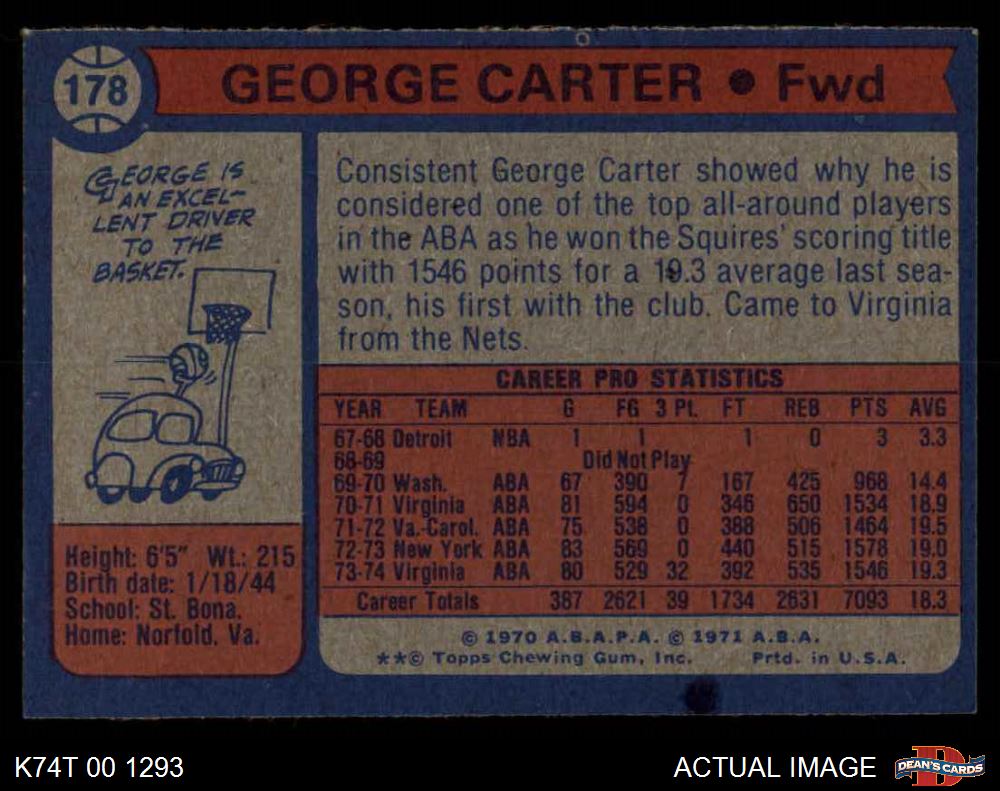 178
GEORGE CARTER • Fwd
GEORGE IS
AN EXCEL-
LENT DRIVER
TO THE
BASKET.
Consistent George Carter showed why he is
considered one of the top all-around players
in the ABA as he won the Squires' scoring title
with 1546 points for a 19.3 average last sea-
son, his first with the club. Came to Virginia
from the Nets.
CAREER PRO STATISTICS
YEAR TEAM G FG 3 Pt. FT REB PTS AVG
67-68 Detroit NBA 1 1 1 0 3 3.3
68-69 Did Not Play
69-70 Wash. ABA 67 390 7 167 425 968 14.4
70-71 Virginia ABA 81 594 0 346 650 1534 18.9
71-72 Va.-Carol. ABA 75 538 0 388 506 1464 19.5
72-73 New York ABA 83 569 0 440 515 1578 19.0
73-74 Virginia ABA 80 529 32 392 535 1546 19.3
Career Totals 387 2621 39 1734 2631 7093 18.3
Height: 6'5" Wt.: 215
Birth date: 1/18/44
School: St. Bona.
Home: Norfold, Va.
© 1970 A.B.A.P.A. © 1971 A.B.A.
**© Topps Chewing Gum, Inc. Prtd. in U.S.A.
K74T 00 1293
ACTUAL IMAGE
DEAN'S CARDS